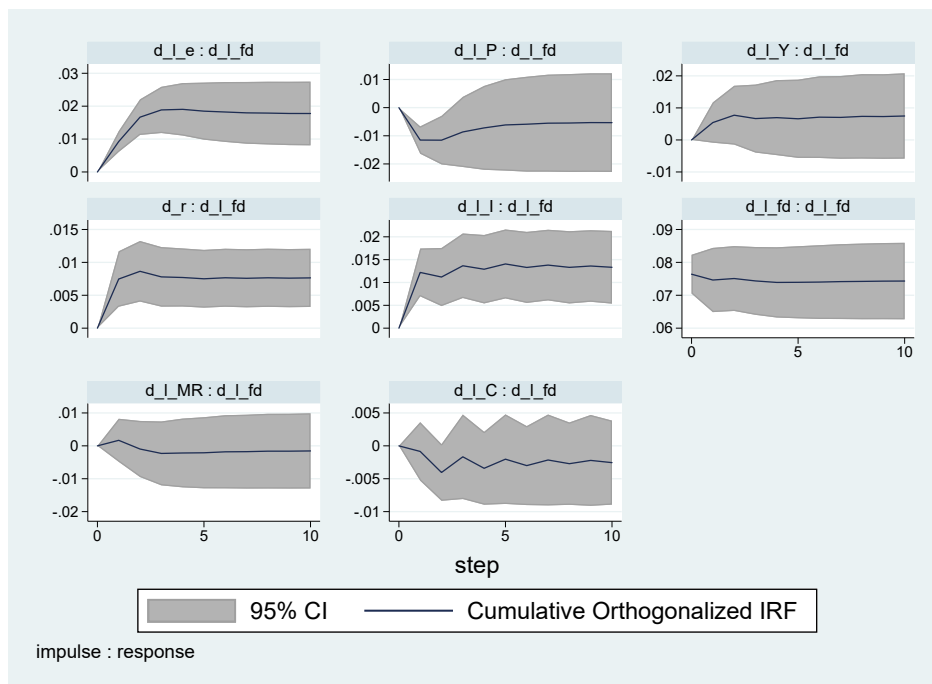 d_l_e : d_l_fd
d_l_P : d_l_fd
d_l_Y : d_l_fd
.03
.02
.01
0
.01
0
-.01
-.02
.02
.01
0
-.01
d_r : d_l_fd
d_l_I : d_l_fd
d_l_fd : d_l_fd
.015
.01
.005
0
.02
.015
.01
.005
0
.09
.08
.07
.06
0 5 10
d_l_MR : d_l_fd
d_l_C : d_l_fd
.01
0
-.01
-.02
0 5 10
.005
0
-.005
-.01
0 5 10
step
95% CI
Cumulative Orthogonalized IRF
impulse : response